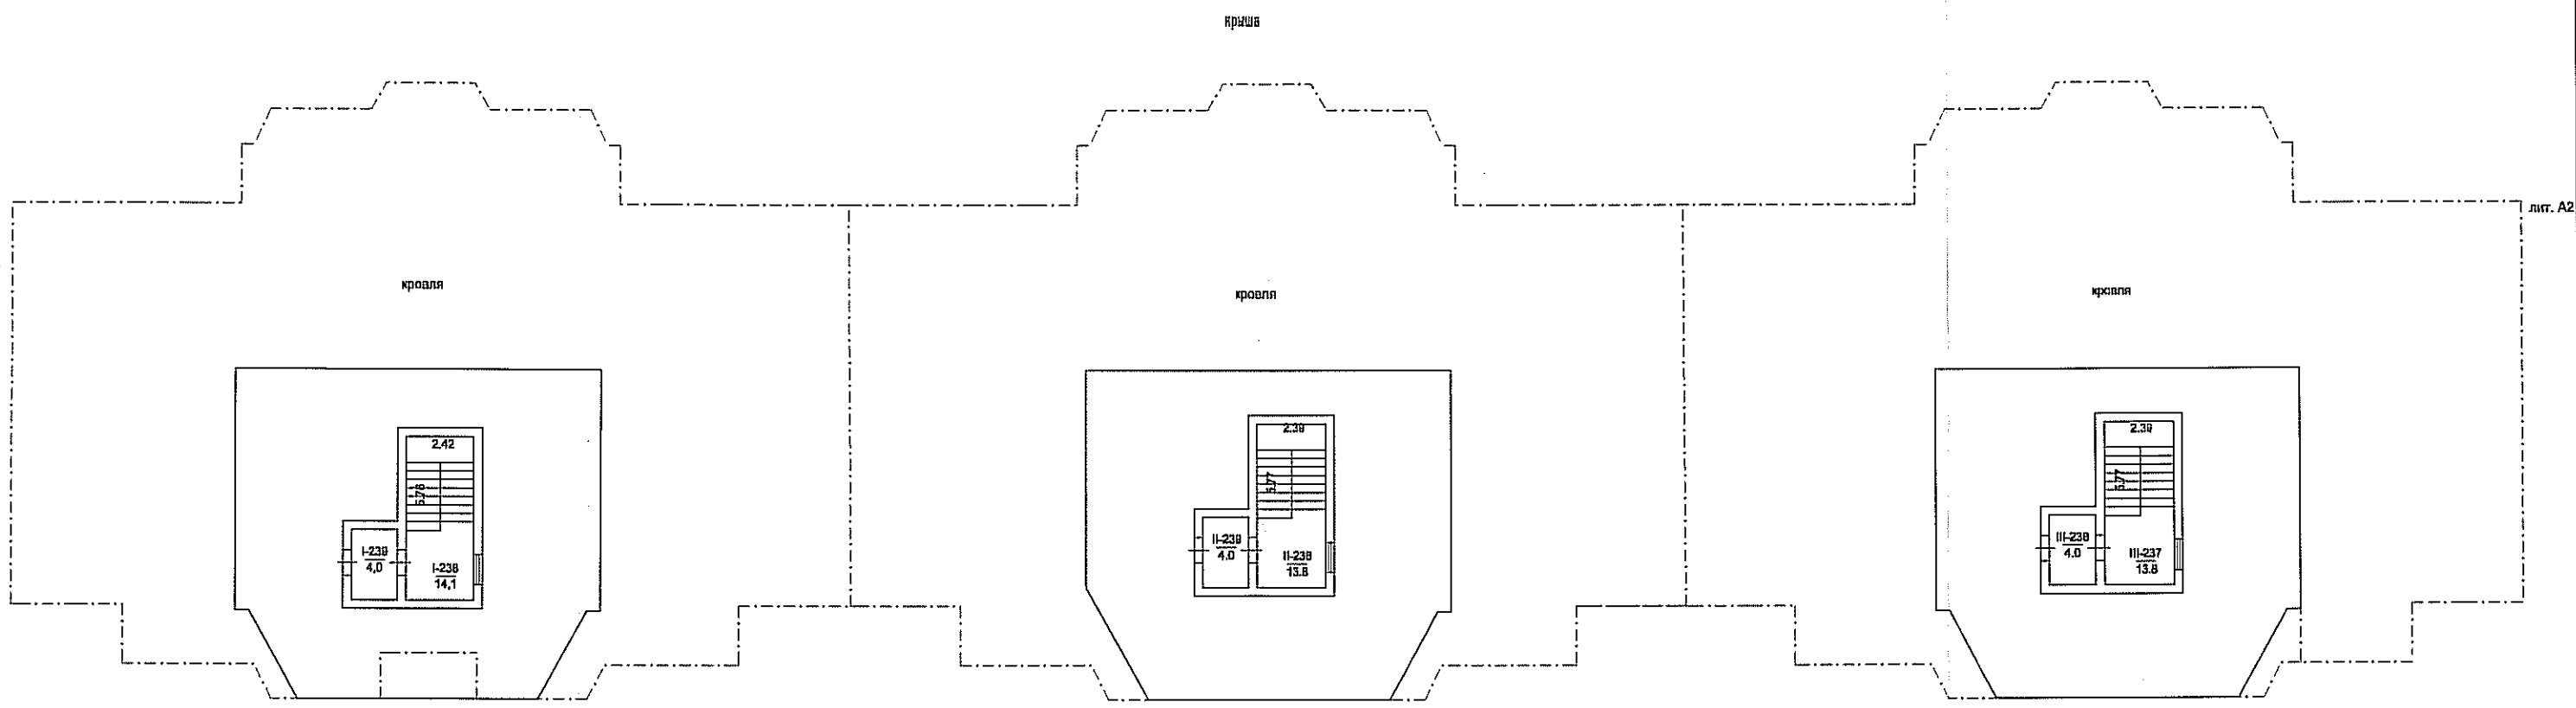 крыша
лит. А2
кровля
кровля
кровля
2.42
5.78
I-239
4.0
I-238
14.1
2.39
5.77
II-239
4.0
II-238
13.8
2.39
5.77
III-238
4.0
III-237
13.8